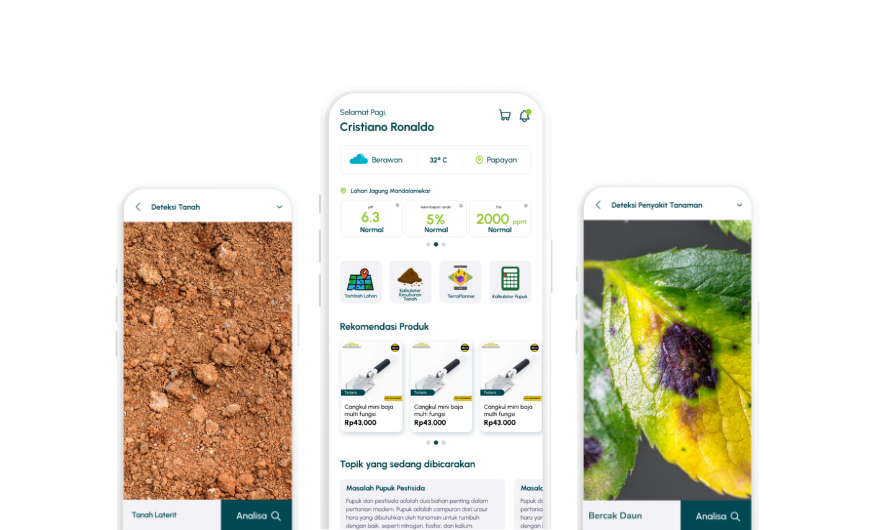 Deteksi Tanah
Tanah Laterit
Analisa
Selamat Pagi,
Cristiano Ronaldo
Berawan
32° C
Papayan
Lahan Jagung Mandalamekar
pH
6.3
Normal
Kelembapan tanah
5%
Normal
2000 ppm
Normal
Tambah Lahan
Kalkulator
Kesuburan
Tanah
TerraPlanner
Kalkulator Pupuk
Rekomendasi Produk
Cangkul mini baja
multi fungsi
Rp43.000
Cangkul mini baja
multi fungsi
Rp43.000
Cangkul mini baja
multi fungsi
Rp43.000
Topik yang sedang dibicarakan
Masalah Pupuk Pestisida
Pupuk dan pestisida adalah dua bahan penting dalam
pertanian modern. Pupuk adalah campuran dari unsur
hara yang dibutuhkan oleh tanaman untuk tumbuh
dengan baik, seperti nitrogen, fosfor, dan kalium.
Masala
Pupuk da
pertania
hara yan
dengan
Deteksi Penyakit Tanaman
Bercak Daun
Analisa